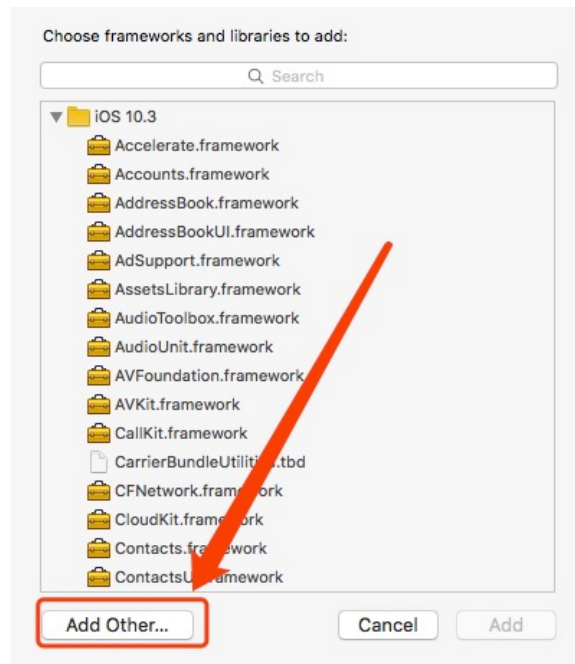 Choose frameworks and libraries to add:
Search
iOS 10.3
Accelerate.framework
Accounts.framework
AddressBook.framework
AddressBookUI.framework
AdSupport.framework
AssetsLibrary.framework
AudioToolbox.framework
AudioUnit.framework
AVFoundation.framework
AVKit.framework
CallKit.framework
CarrierBundleUtilities.tbd
CFNetwork.framework
CloudKit.framework
Contacts.framework
ContactsUI.framework
Add Other... Cancel Add